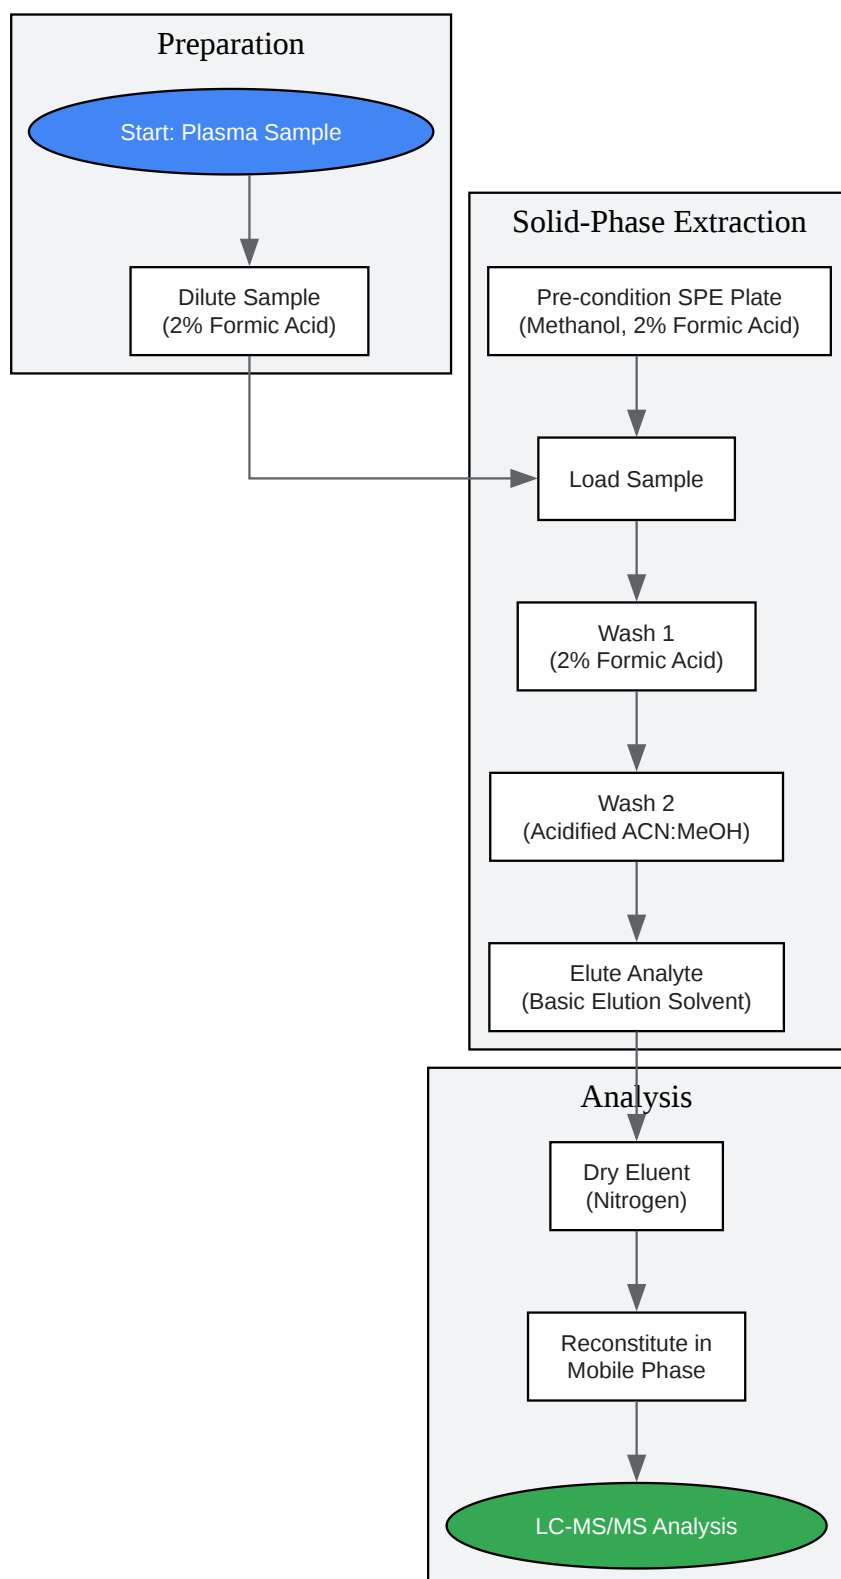 Preparation
Start: Plasma Sample
Dilute Sample
(2% Formic Acid)
Solid-Phase Extraction
Pre-condition SPE Plate
(Methanol, 2% Formic Acid)
Load Sample
Wash 1
(2% Formic Acid)
Wash 2
(Acidified ACN:MeOH)
Elute Analyte
(Basic Elution Solvent)
Analysis
Dry Eluent
(Nitrogen)
Reconstitute in
Mobile Phase
LC-MS/MS Analysis